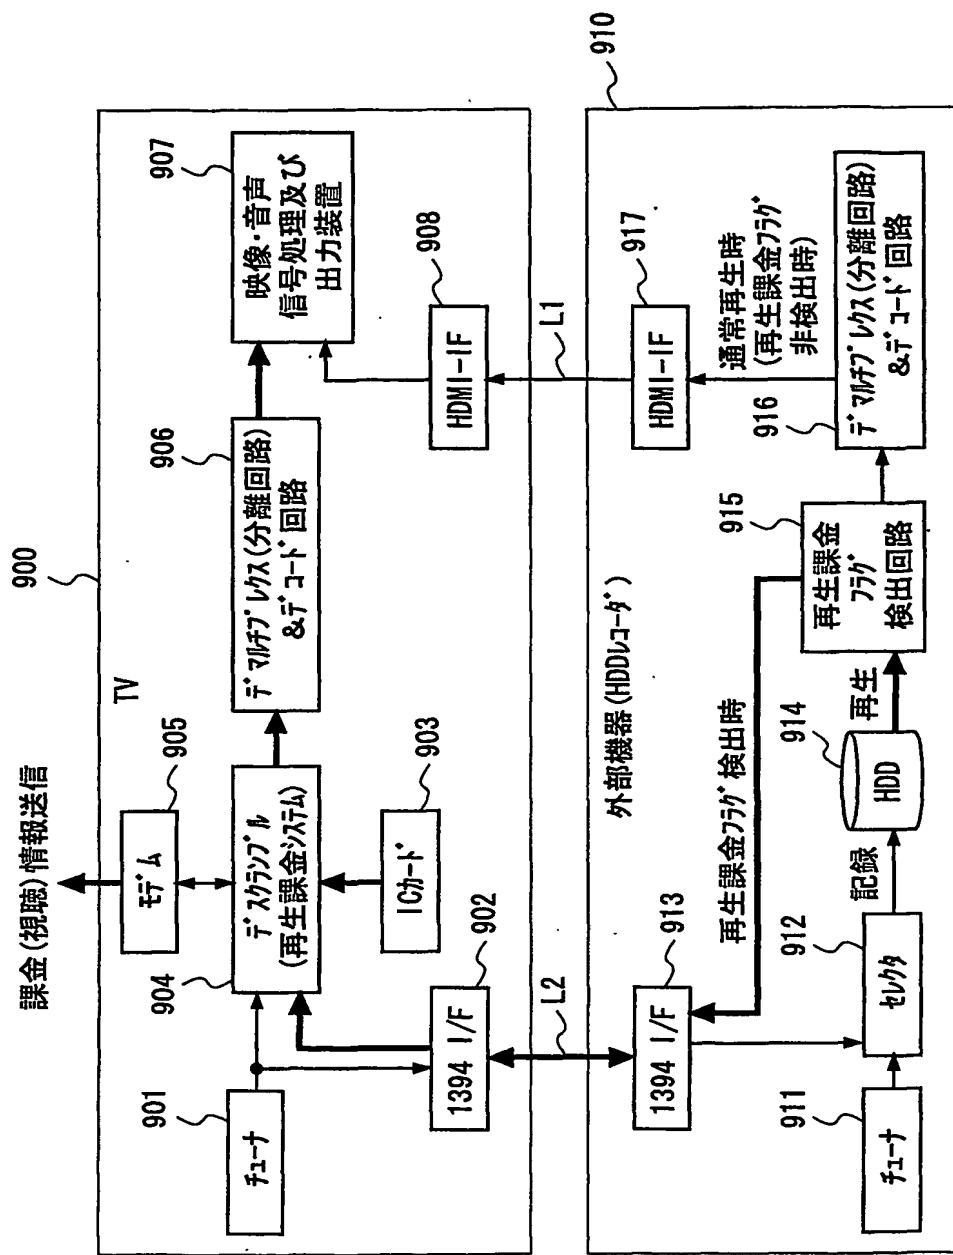 課金(視聴)情報送信
900
TV
905
モデム
904
デスクランブル
(再生課金システム)
903
ICカード
901
チューナ
902
1394 I/F
906
デマルチプレクス(分離回路)
&デコード回路
907
映像・音声
信号処理及び
出力装置
908
HDMI-IF
L1
L2
910
外部機器(HDDレコーダ)
917
HDMI-IF
通常再生時
(再生課金フラグ
非検出時)
916
デマルチプレクス(分離回路)
&デコード回路
915
再生課金
フラグ
検出回路
再生課金フラグ検出時
913
1394 I/F
914
HDD
再生
記録
912
セレクタ
911
チューナ